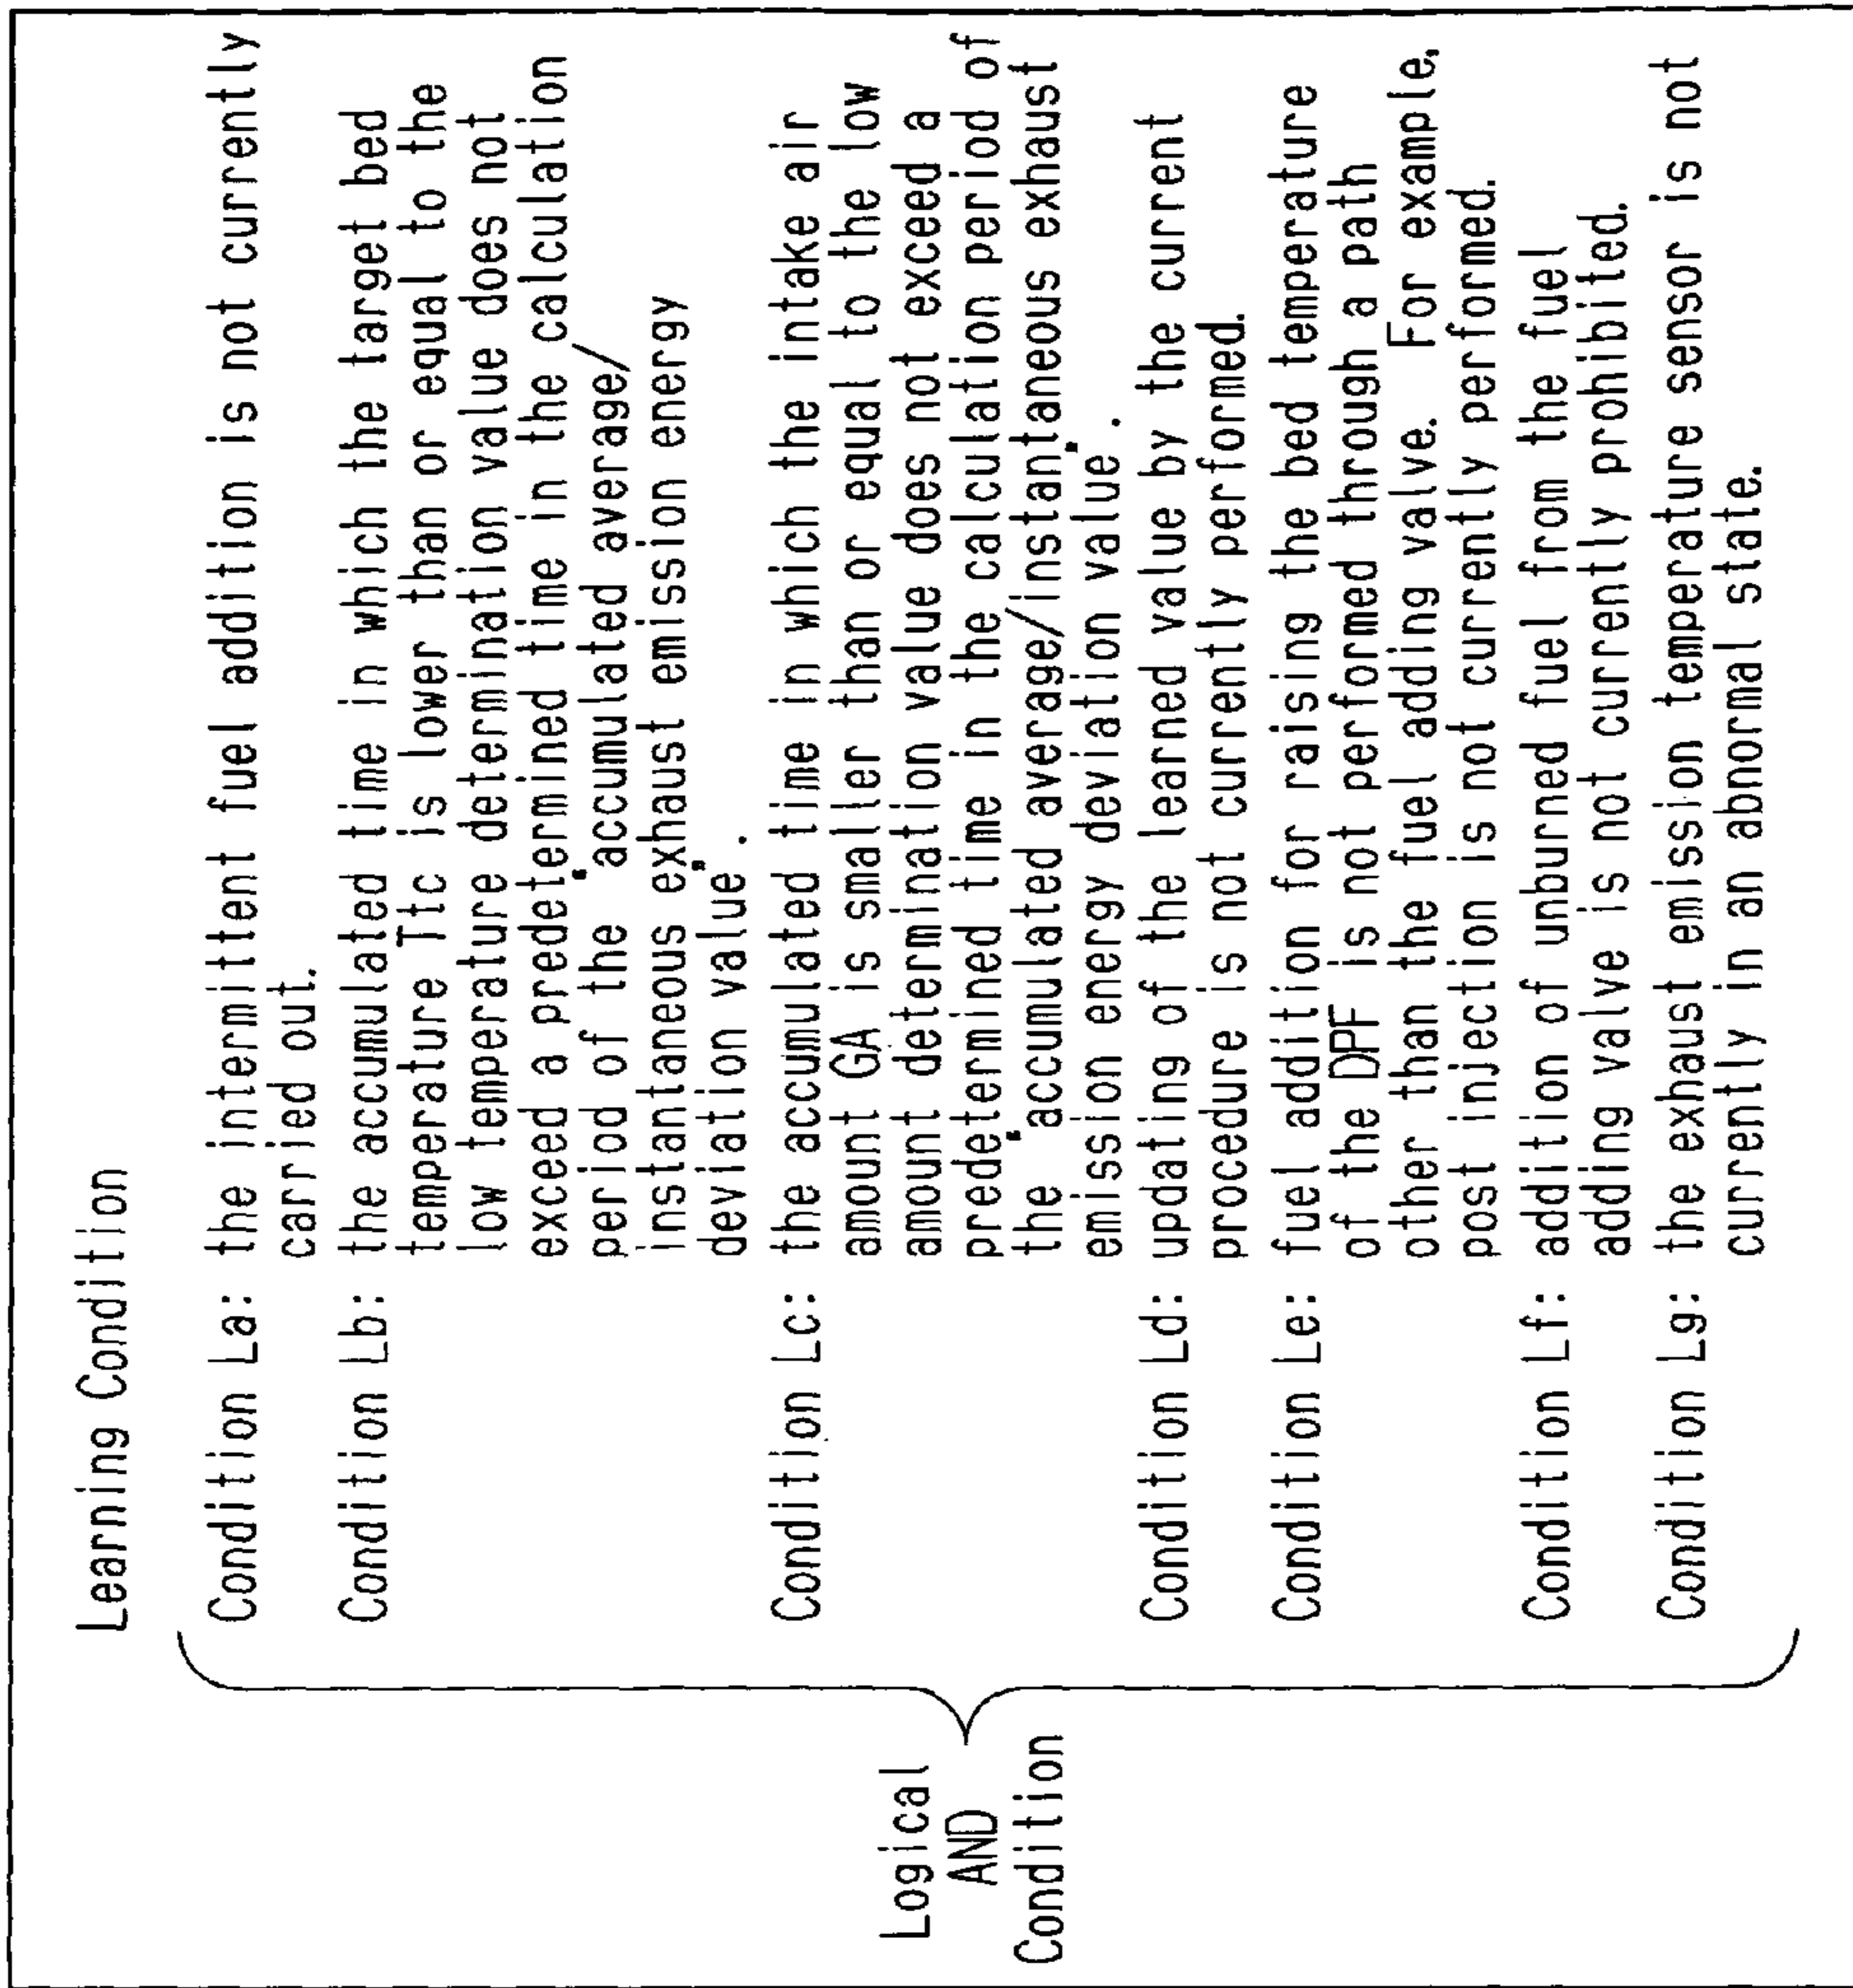 Learning Condition
Condition La: the intermittent fuel addition is not currently
carried out.
Condition Lb: the accumulated time in which the target bed
temperature Ttc is lower than or equal to the
low temperature determination value does not
exceed a predetermined time in the calculation
period of the "accumulated average/
instantaneous exhaust emission energy
deviation value".
Condition Lc: the accumulated time in which the intake air
amount GA is smaller than or equal to the low
amount determination value does not exceed a
predetermined time in the calculation period of
the "accumulated average/instantaneous exhaust
emission energy deviation value".
Condition Ld: updating of the learned value by the current
procedure is not currently performed.
Condition Le: fuel addition for raising the bed temperature
of the DPF is not performed through a path
other than the fuel adding valve. For example,
post injection is not currently performed.
Condition Lf: addition of unburned fuel from the fuel
adding valve is not currently prohibited.
Condition Lg: the exhaust emission temperature sensor is not
currently in an abnormal state.
Logical
AND
Condition